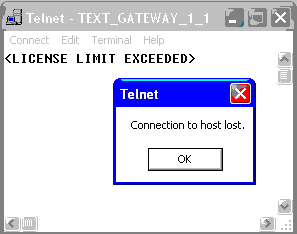 Telnet - TEXT_GATEWAY_1_1
Connect Edit Terminal Help
<LICENSE LIMIT EXCEEDED>
Telnet
Connection to host lost.
OK